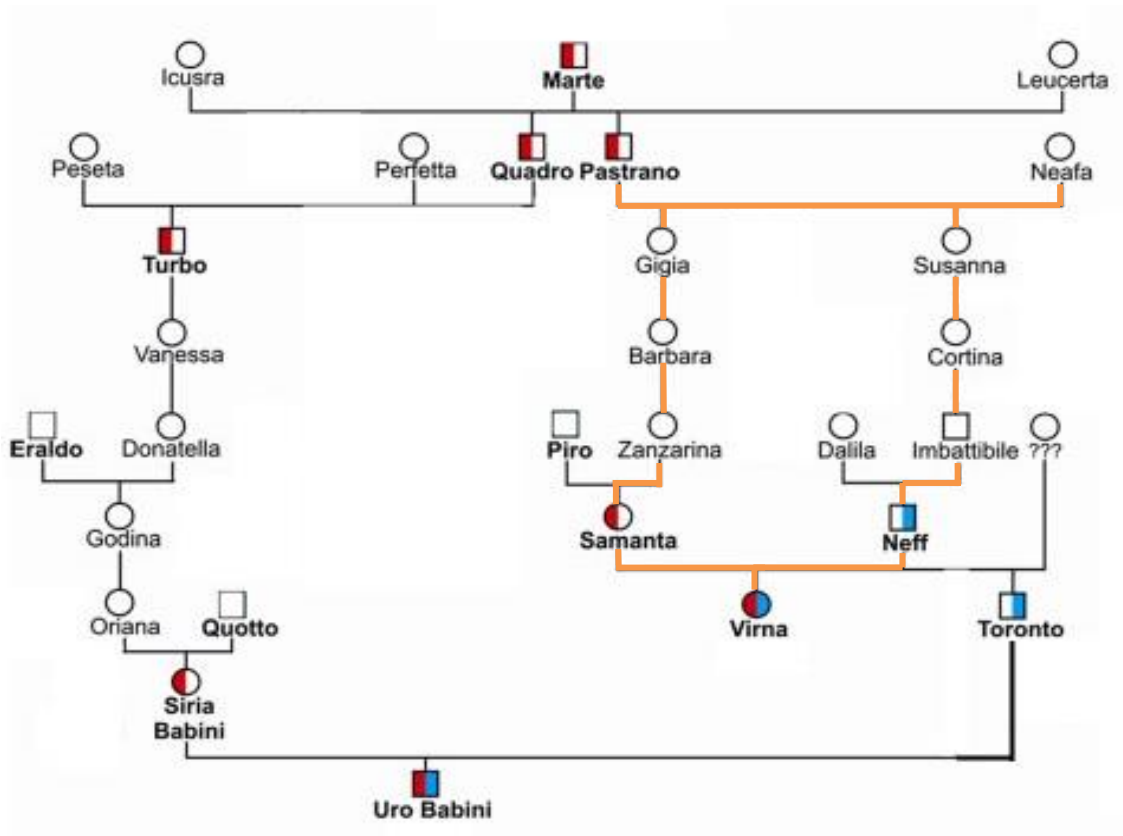 Icusra
Marte
Leucerta
Peseta
Perfetta
Quadro
Pastrano
Neafa
Turbo
Gigia
Susanna
Vanessa
Barbara
Cortina
Eraldo
Donatella
Piro
Zanzarina
Dalila
Imbattibile
???
Godina
Samanta
Neff
Oriana
Quotto
Virna
Toronto
Siria
Babini
Uro Babini